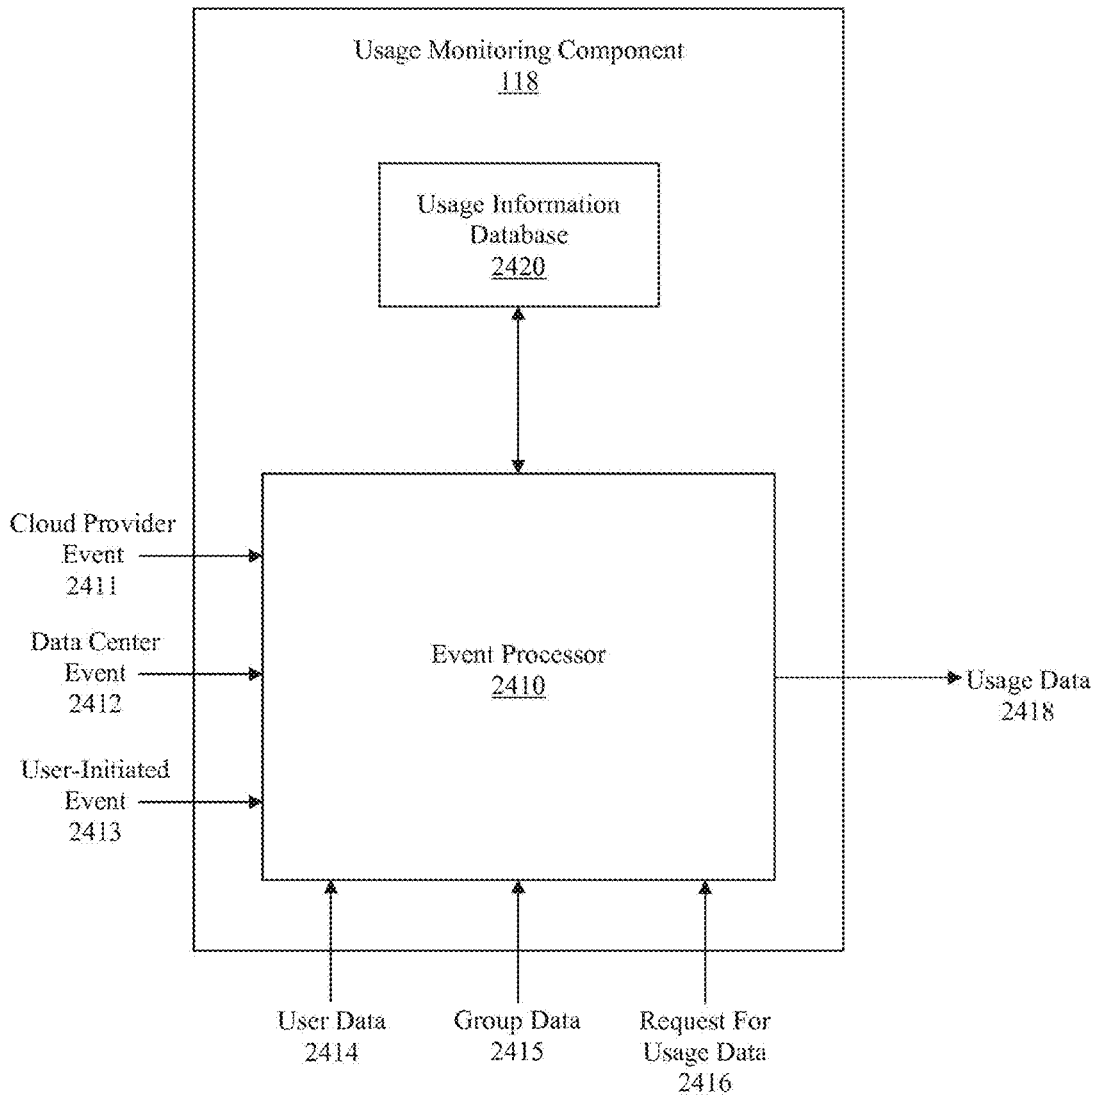 Usage Monitoring Component
118
Usage Information
Database
2420
Cloud Provider
Event
2411
Data Center
Event
2412
User-Initiated
Event
2413
Event Processor
2410
Usage Data
2418
User Data
2414
Group Data
2415
Request For
Usage Data
2416